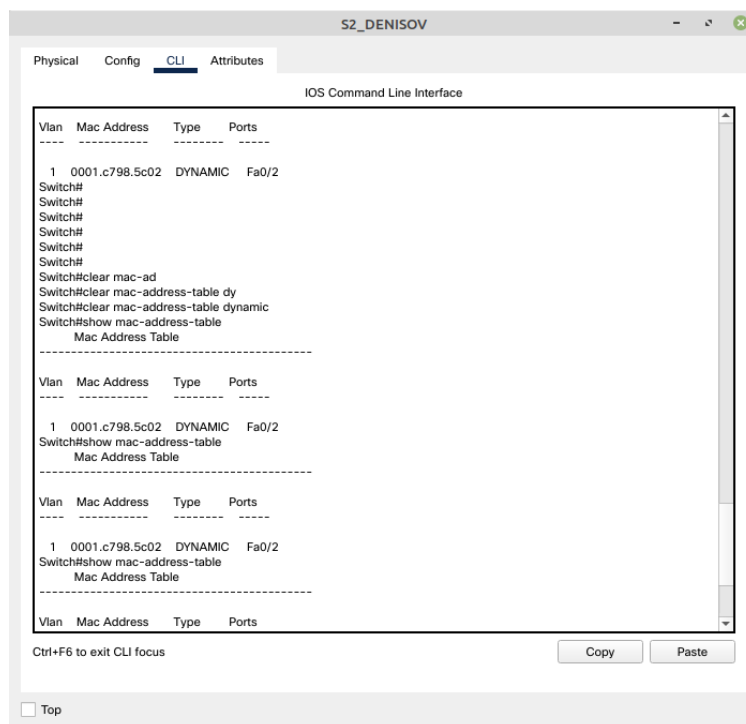 S2_DENISOV
Physical Config CLI Attributes
IOS Command Line Interface
Vlan Mac Address Type Ports
---- ----------- -------- -----
1 0001.c798.5c02 DYNAMIC Fa0/2
Switch#
Switch#
Switch#
Switch#
Switch#
Switch#
Switch#clear mac-ad
Switch#clear mac-address-table dy
Switch#clear mac-address-table dynamic
Switch#show mac-address-table
Mac Address Table
-------------------------------------------
Vlan Mac Address Type Ports
---- ----------- -------- -----
1 0001.c798.5c02 DYNAMIC Fa0/2
Switch#show mac-address-table
Mac Address Table
-------------------------------------------
Vlan Mac Address Type Ports
---- ----------- -------- -----
1 0001.c798.5c02 DYNAMIC Fa0/2
Switch#show mac-address-table
Mac Address Table
-------------------------------------------
Vlan Mac Address Type Ports
Ctrl+F6 to exit CLI focus Copy Paste
Top